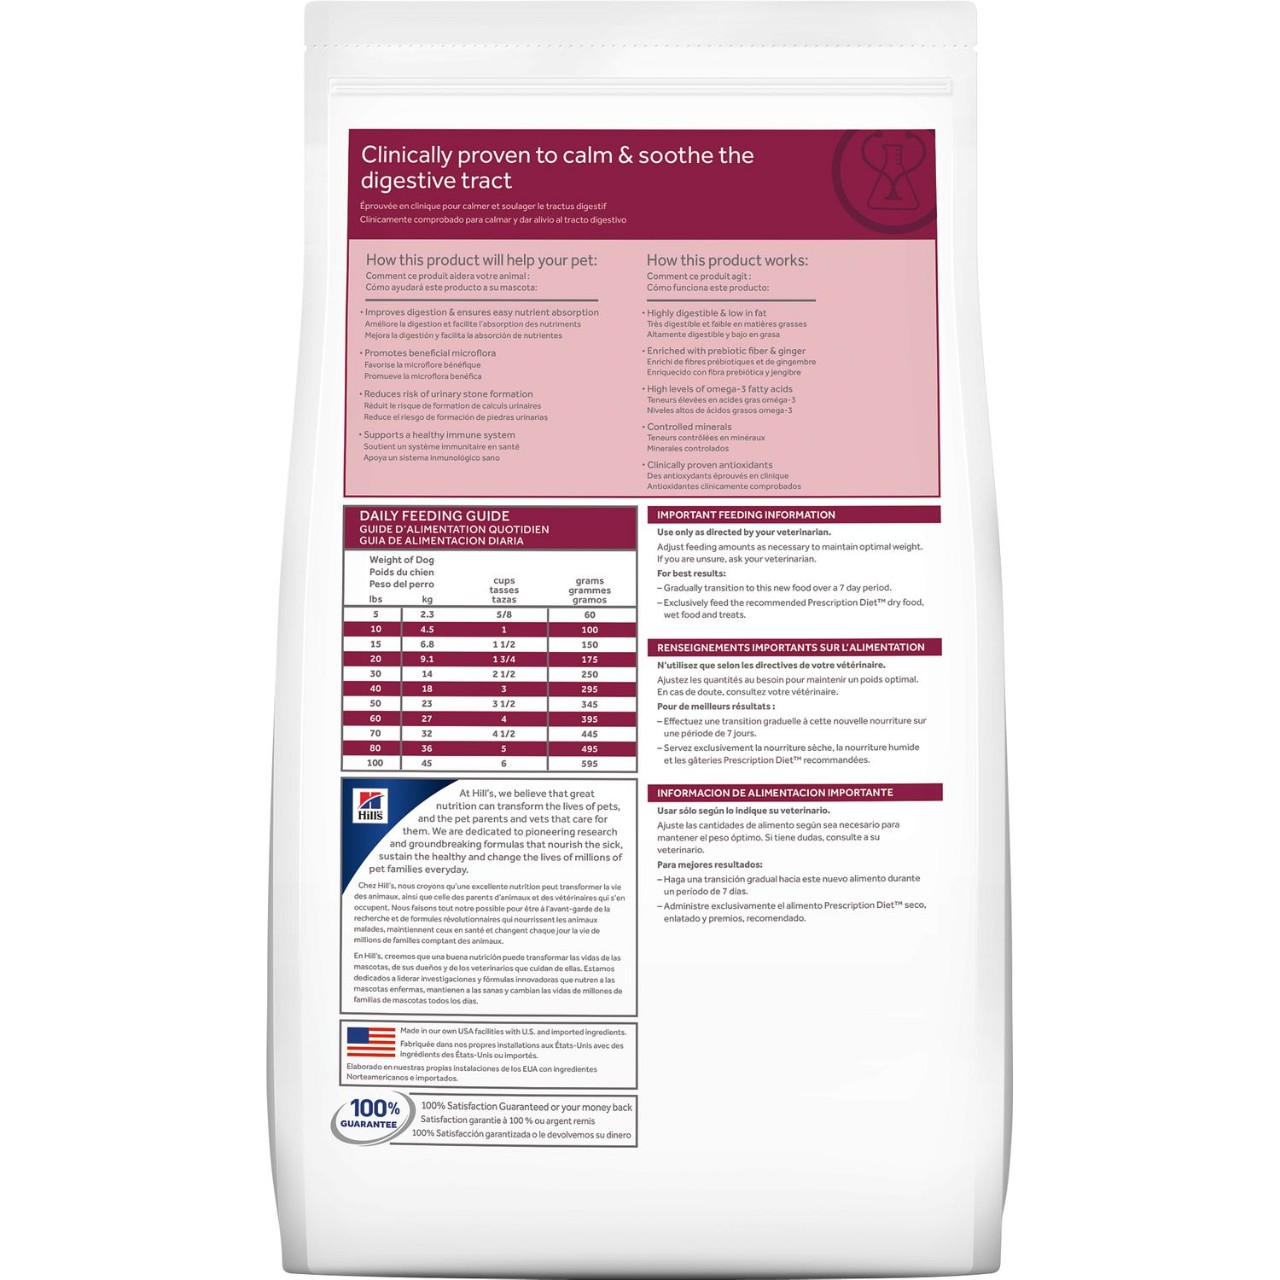 Clinically proven to calm & soothe the
digestive tract
Éprouvée en clinique pour calmer et soulager le tractus digestif
Clínicamente comprobado para calmar y dar alivio al tracto digestivo
How this product will help your pet:
Comment ce produit aidera votre animal :
Cómo ayudará este producto a su mascota:
• Improves digestion & ensures easy nutrient absorption
Améliore la digestion et facilite l'absorption des nutriments
Mejora la digestión y facilita la absorción de nutrientes
• Promotes beneficial microflora
Favorise la microflore bénéfique
Promueve la microflora benéfica
• Reduces risk of urinary stone formation
Réduit le risque de formation de calculs urinaires
Reduce el riesgo de formación de piedras urinarias
• Supports a healthy immune system
Soutient un système immunitaire en santé
Apoya un sistema inmunológico sano
How this product works:
Comment ce produit agit :
Cómo funciona este producto:
• Highly digestible & low in fat
Très digestible et faible en matières grasses
Altamente digestible y bajo en grasa
• Enriched with prebiotic fiber & ginger
Enrichi de fibres prébiotiques et de gingembre
Enriquecido con fibra prebiótica y jengibre
• High levels of omega-3 fatty acids
Teneurs élevées en acides gras oméga-3
Niveles altos de ácidos grasos omega-3
• Controlled minerals
Teneurs contrôlées en minéraux
Minerales controlados
• Clinically proven antioxidants
Des antioxydants éprouvés en clinique
Antioxidantes clínicamente comprobados
DAILY FEEDING GUIDE
GUIDE D'ALIMENTATION QUOTIDIEN
GUIA DE ALIMENTACION DIARIA
Weight of Dog
Poids du chien
Peso del perro
cups
tasses
tazas
grams
grammes
gramos
lbs kg
5 2.3 5/8 60
10 4.5 1 100
15 6.8 1 1/2 150
20 9.1 1 3/4 175
30 14 2 1/2 250
40 18 3 295
50 23 3 1/2 345
60 27 4 395
70 32 4 1/2 445
80 36 5 495
100 45 6 595
Hill's
At Hill's, we believe that great
nutrition can transform the lives of pets,
and the pet parents and vets that care for
them. We are dedicated to pioneering research
and groundbreaking formulas that nourish the sick,
sustain the healthy and change the lives of millions of
pet families everyday.
Chez Hill's, nous croyons qu'une excellente nutrition peut transformer la vie
des animaux, ainsi que celle des parents d'animaux et des vétérinaires qui s'en
occupent. Nous faisons tout notre possible pour être à l'avant-garde de la
recherche et de formules révolutionnaires qui nourrissent les animaux
malades, maintiennent ceux en santé et changent chaque jour la vie de
millions de familles comptant des animaux.
En Hill's, creemos que una buena nutrición puede transformar las vidas de las
mascotas, de sus dueños y de los veterinarios que cuidan de ellas. Estamos
dedicados a liderar investigaciones y fórmulas innovadoras que nutren a las
mascotas enfermas, mantienen a las sanas y cambian las vidas de millones de
familias de mascotas todos los días.
Made in our own USA facilities with U.S. and imported ingredients.
Fabriquée dans nos propres installations aux États-Unis avec des
ingrédients des États-Unis ou importés.
Elaborado en nuestras propias instalaciones de los EUA con ingredientes
Norteamericanos e importados.
100%
GUARANTEE
100% Satisfaction Guaranteed or your money back
Satisfaction garantie à 100 % ou argent remis
100% Satisfacción garantizada o le devolvemos su dinero
IMPORTANT FEEDING INFORMATION
Use only as directed by your veterinarian.
Adjust feeding amounts as necessary to maintain optimal weight.
If you are unsure, ask your veterinarian.
For best results:
– Gradually transition to this new food over a 7 day period.
– Exclusively feed the recommended Prescription Diet™ dry food,
wet food and treats.
RENSEIGNEMENTS IMPORTANTS SUR L'ALIMENTATION
N'utilisez que selon les directives de votre vétérinaire.
Ajustez les quantités au besoin pour maintenir un poids optimal.
En cas de doute, consultez votre vétérinaire.
Pour de meilleurs résultats :
– Effectuez une transition graduelle à cette nouvelle nourriture sur
une période de 7 jours.
– Servez exclusivement la nourriture sèche, la nourriture humide
et les gâteries Prescription Diet™ recommandées.
INFORMACION DE ALIMENTACION IMPORTANTE
Usar sólo según lo indique su veterinario.
Ajuste las cantidades de alimento según sea necesario para
mantener el peso óptimo. Si tiene dudas, consulte a su
veterinario.
Para mejores resultados:
– Haga una transición gradual hacia este nuevo alimento durante
un período de 7 días.
– Administre exclusivamente el alimento Prescription Diet™ seco,
enlatado y premios, recomendado.